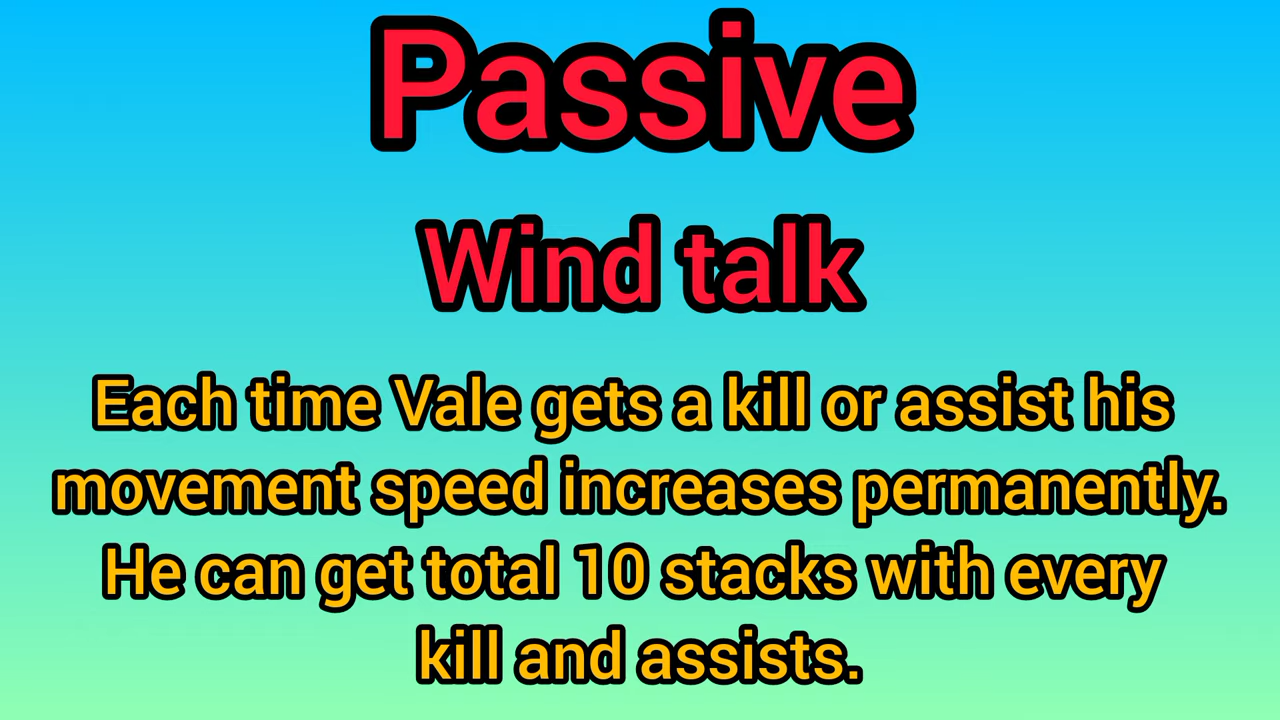 Passive
Wind talk
Each time Vale gets a kill or assist his
movement speed increases permanently.
He can get total 10 stacks with every
kill and assists.